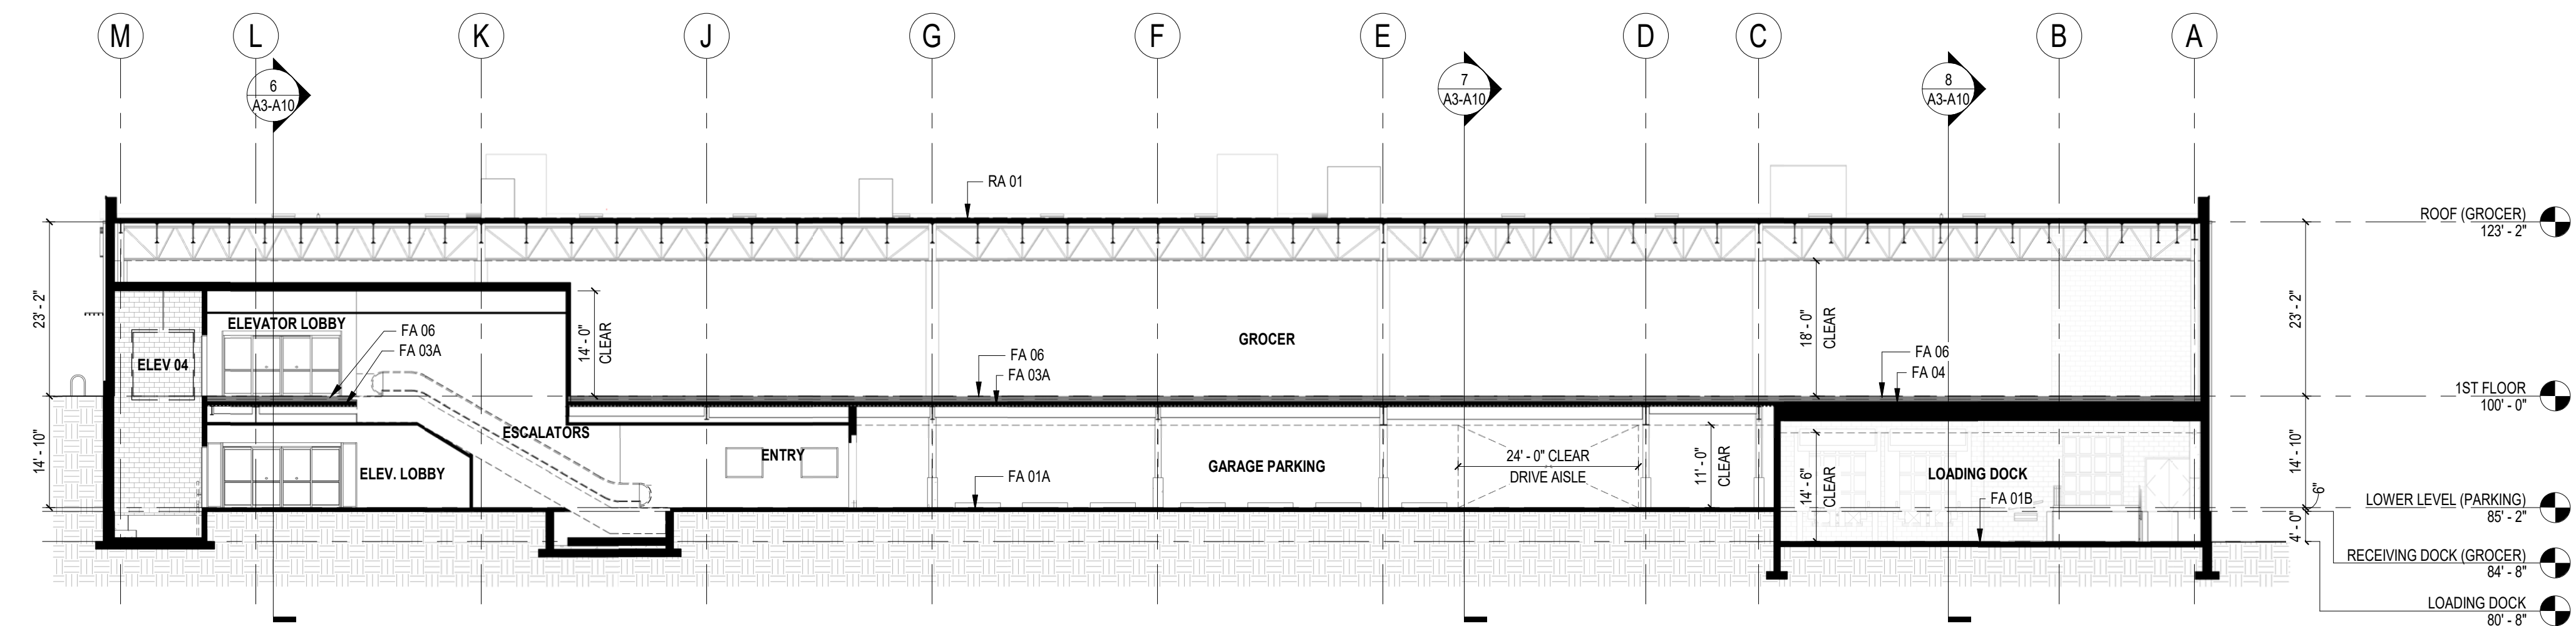 M
L
K
J
G
F
E
D
C
B
A
6
A3-A10
7
A3-A10
8
A3-A10
RA 01
ROOF (GROCER)
123' - 2"
23' - 2"
ELEVATOR LOBBY
FA 06
FA 03A
ELEV 04
14' - 0"
CLEAR
GROCER
FA 06
FA 03A
18' - 0"
CLEAR
FA 06
FA 04
23' - 2"
1ST FLOOR
100' - 0"
14' - 10"
ESCALATORS
ELEV. LOBBY
ENTRY
FA 01A
GARAGE PARKING
24' - 0" CLEAR
DRIVE AISLE
11' - 0"
CLEAR
14' - 6"
CLEAR
LOADING DOCK
FA 01B
14' - 10"
6"
LOWER LEVEL (PARKING)
85' - 2"
4' - 0"
RECEIVING DOCK (GROCER)
84' - 8"
LOADING DOCK
80' - 8"